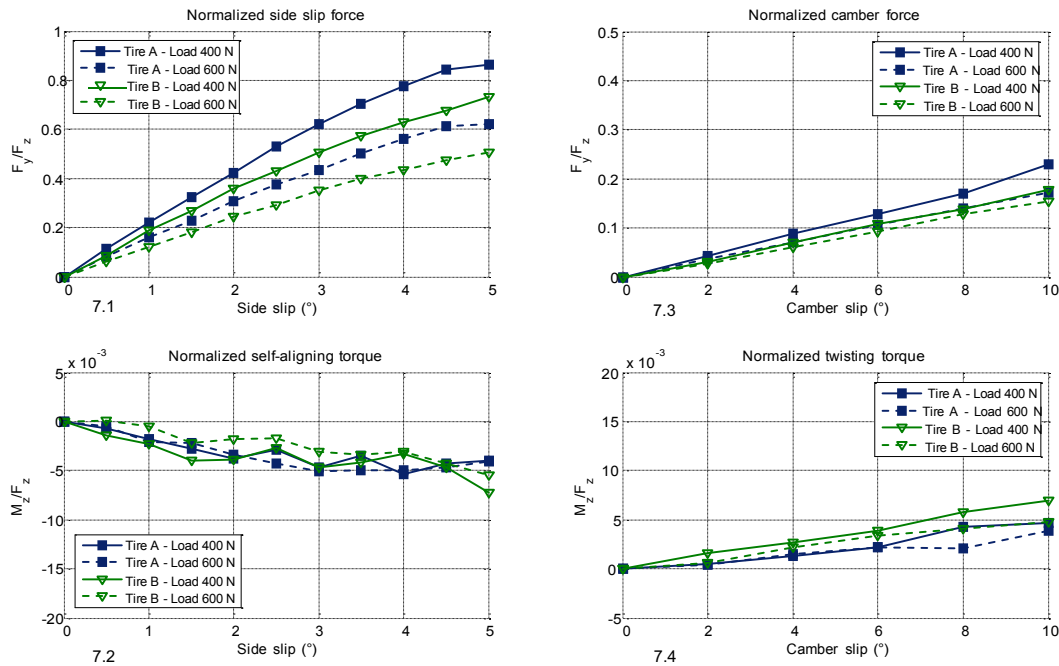 Normalized side slip force
1
0.8
0.6
0.4
0.2
0
F_y/F_z
Tire A - Load 400 N
Tire A - Load 600 N
Tire B - Load 400 N
Tire B - Load 600 N
0 1 2 3 4 5
7.1 Side slip (°)
Normalized camber force
0.5
0.4
0.3
0.2
0.1
0
F_y/F_z
Tire A - Load 400 N
Tire A - Load 600 N
Tire B - Load 400 N
Tire B - Load 600 N
0 2 4 6 8 10
7.3 Camber slip (°)
Normalized self-aligning torque
x 10^-3
5
0
-5
-10
-15
-20
M_z/F_z
Tire A - Load 400 N
Tire A - Load 600 N
Tire B - Load 400 N
Tire B - Load 600 N
0 1 2 3 4 5
7.2 Side slip (°)
Normalized twisting torque
x 10^-3
20
15
10
5
0
-5
M_z/F_z
Tire A - Load 400 N
Tire A - Load 600 N
Tire B - Load 400 N
Tire B - Load 600 N
0 2 4 6 8 10
7.4 Camber slip (°)